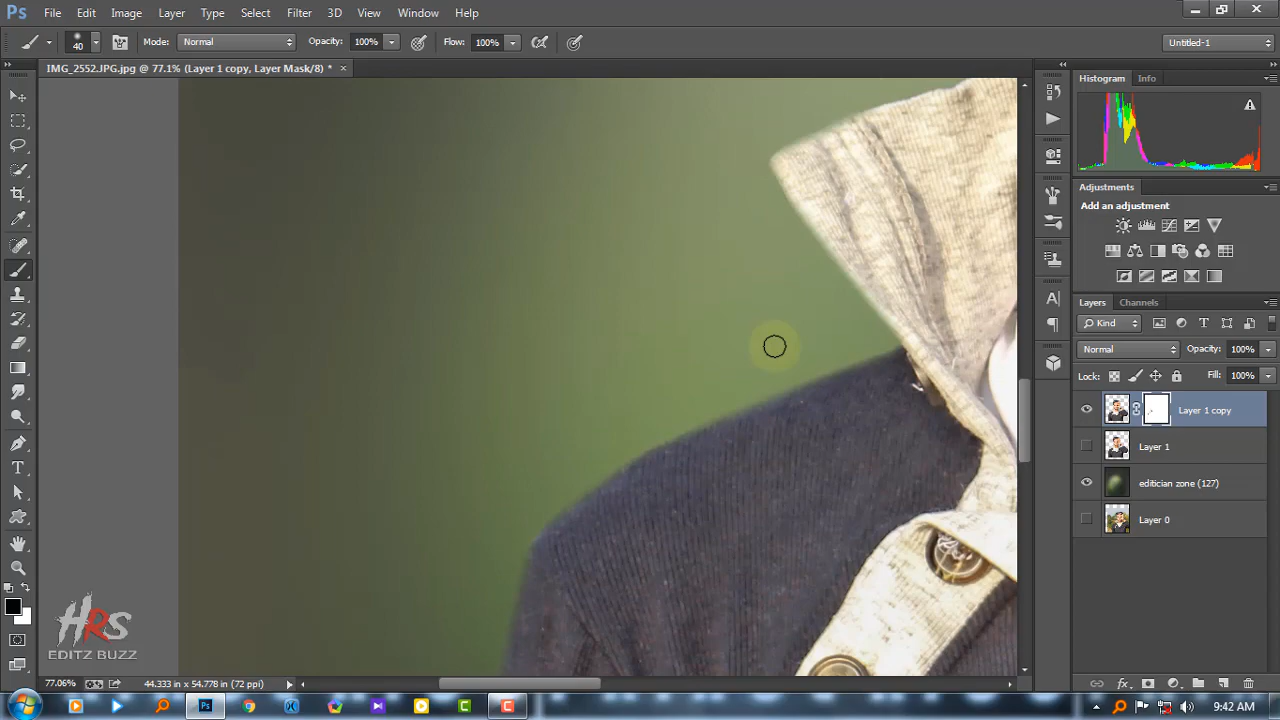 Ps File Edit Image Layer Type Select Filter 3D View Window Help
40 Mode: Normal Opacity: 100% Flow: 100% Untitled-1
IMG_2552.JPG.jpg @ 77.1% (Layer 1 copy, Layer Mask/8) * ×
Histogram Info
Adjustments
Add an adjustment
Layers Channels
Kind
Normal Opacity: 100%
Lock: Fill: 100%
Layer 1 copy
Layer 1
editician zone (127)
Layer 0
HRS
EDITZ BUZZ
77.06% 44.333 in x 54.778 in (72 ppi)
Ps 9:42 AM